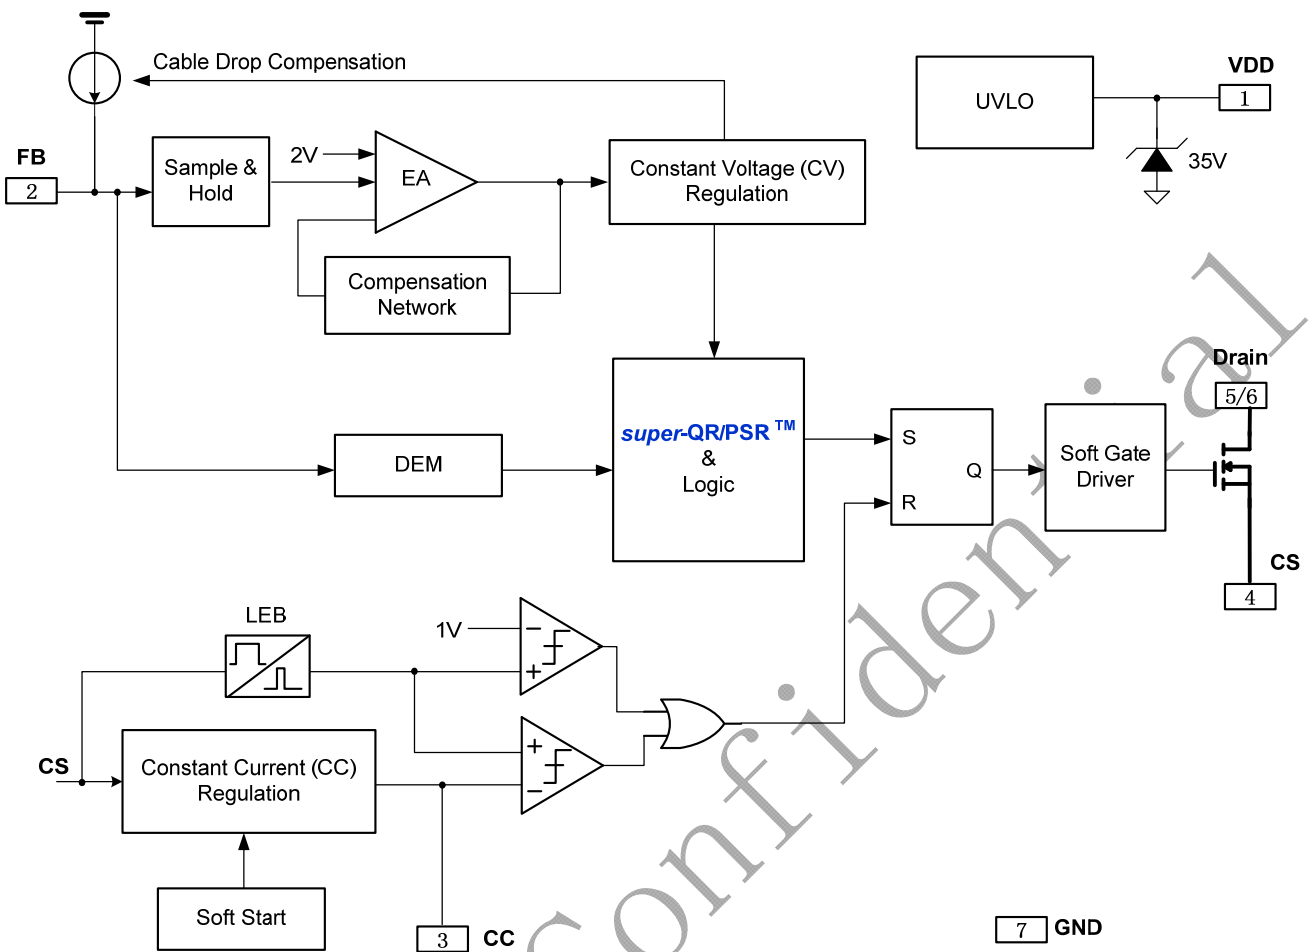 Cable Drop Compensation
VDD
1
UVLO
35V
FB
2
Sample &
Hold
2V
EA
Constant Voltage (CV)
Regulation
Compensation
Network
Drain
5/6
super-QR/PSR TM
&
Logic
DEM
S
Q
R
Soft Gate
Driver
CS
4
LEB
1V
−
+
+
−
CS
Constant Current (CC)
Regulation
Soft Start
3
CC
7
GND
Confidential